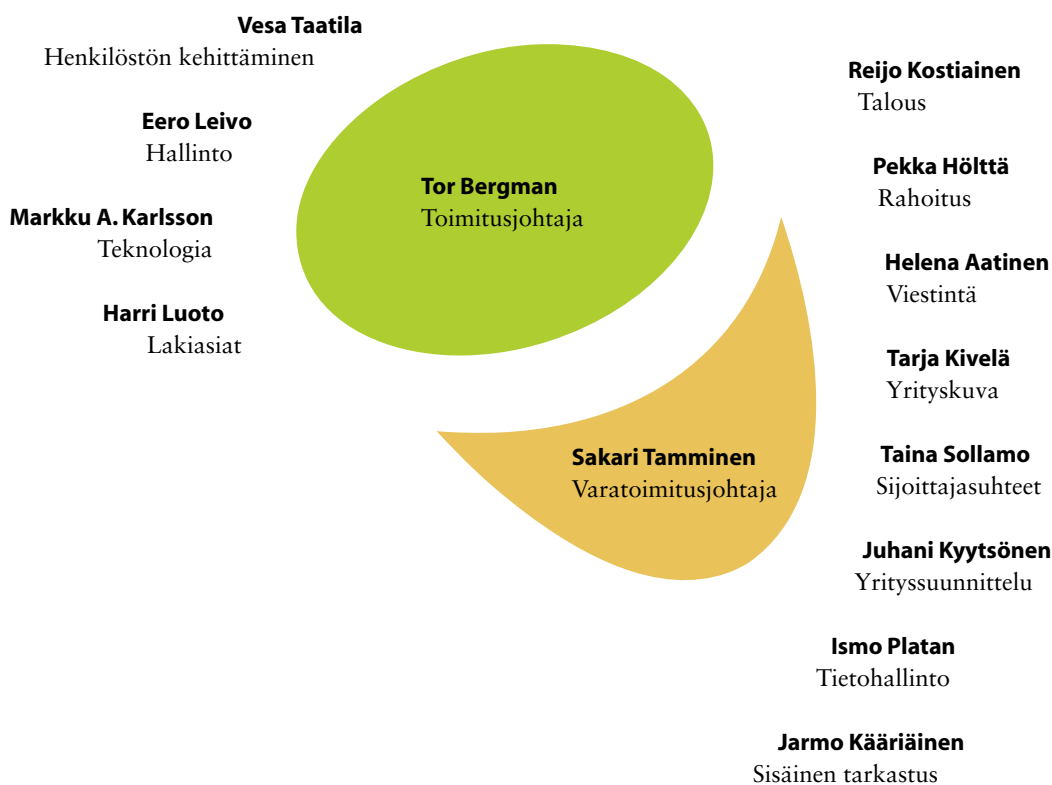 Vesa Taatila
Henkilöstön kehittäminen
Eero Leivo
Hallinto
Markku A. Karlsson
Teknologia
Harri Luoto
Lakiasiat
Tor Bergman
Toimitusjohtaja
Sakari Tamminen
Varatoimitusjohtaja
Reijo Kostiainen
Talous
Pekka Hölttä
Rahoitus
Helena Aatinen
Viestintä
Tarja Kivelä
Yrityskuva
Taina Sollamo
Sijoittajasuhteet
Juhani Kyytsönen
Yrityssuunnittelu
Ismo Platan
Tietohallinto
Jarmo Kääriäinen
Sisäinen tarkastus